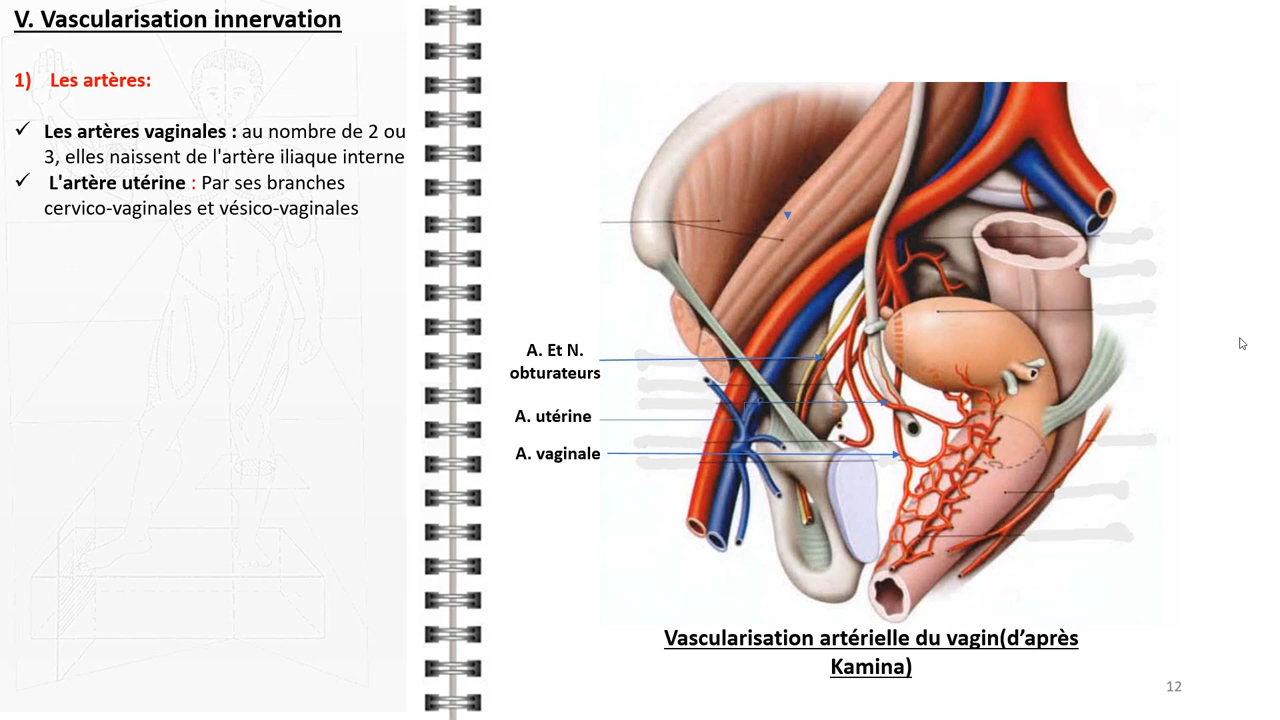 V. Vascularisation innervation
1) Les artères:
✓ Les artères vaginales : au nombre de 2 ou
3, elles naissent de l'artère iliaque interne
✓ L'artère utérine : Par ses branches
cervico-vaginales et vésico-vaginales
A. Et N.
obturateurs
A. utérine
A. vaginale
Vascularisation artérielle du vagin(d’après
Kamina)
12